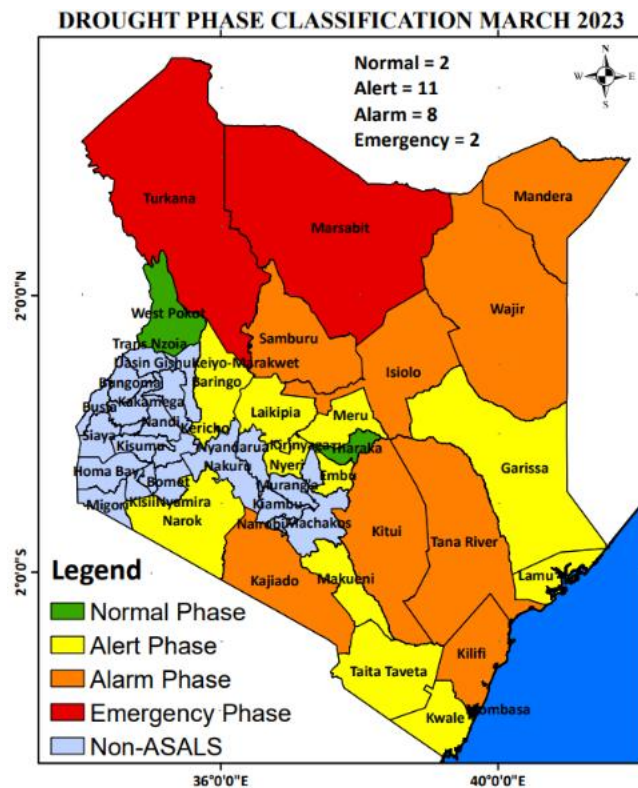 DROUGHT PHASE CLASSIFICATION MARCH 2023
Normal = 2
Alert = 11
Alarm = 8
Emergency = 2
N
W E
S
Mandera
Turkana
Marsabit
2°0'0"N
Wajir
West Pokot
Samburu
Trans Nzoia
Isiolo
Uasin Gishu Keiyo-Marakwet
Bungoma Baringo
Kakamega
Busia
Laikipia
Meru
Nandi
Siaya
Kericho
Kirinyaga
Tharaka
Kisumu
Nyandarua
Garissa
Nakuru
Nyeri
Embu
Homa Bay
Bomet
Muranga
Migori
Kisii Nyamira
Kiambu
Narok
Nairobi Machakos
Kitui
Tana River
2°0'0"S
Legend
Kajiado
Makueni
Lamu
Normal Phase
Alert Phase
Kilifi
Taita Taveta
Alarm Phase
Emergency Phase
Kwale
Mombasa
Non-ASALS
36°0'0"E
40°0'0"E